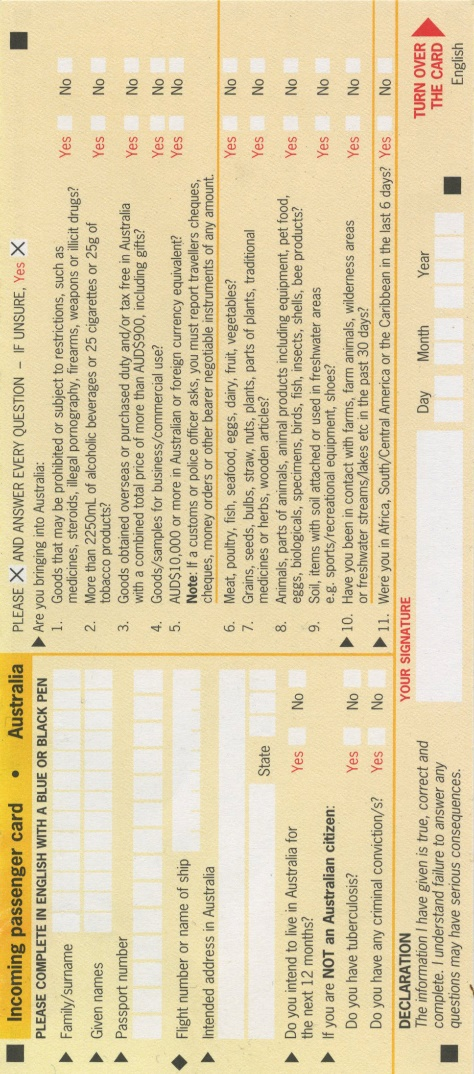 Incoming passenger card • Australia
PLEASE COMPLETE IN ENGLISH WITH A BLUE OR BLACK PEN
Family/surname
Given names
Passport number
Flight number or name of ship
Intended address in Australia
State
Do you intend to live in Australia for
the next 12 months?
Yes No
If you are NOT an Australian citizen:
Do you have tuberculosis? Yes No
Do you have any criminal conviction/s? Yes No
PLEASE X AND ANSWER EVERY QUESTION – IF UNSURE, Yes X
Are you bringing into Australia:
1. Goods that may be prohibited or subject to restrictions, such as
medicines, steroids, illegal pornography, firearms, weapons or illicit drugs? Yes No
2. More than 2250mL of alcoholic beverages or 25 cigarettes or 25g of
tobacco products? Yes No
3. Goods obtained overseas or purchased duty and/or tax free in Australia
with a combined total price of more than AUD$900, including gifts? Yes No
4. Goods/samples for business/commercial use? Yes No
5. AUD$10,000 or more in Australian or foreign currency equivalent? Yes No
Note: If a customs or police officer asks, you must report travellers cheques,
cheques, money orders or other bearer negotiable instruments of any amount.
6. Meat, poultry, fish, seafood, eggs, dairy, fruit, vegetables? Yes No
7. Grains, seeds, bulbs, straw, nuts, plants, parts of plants, traditional
medicines or herbs, wooden articles? Yes No
8. Animals, parts of animals, animal products including equipment, pet food,
eggs, biologicals, specimens, birds, fish, insects, shells, bee products? Yes No
9. Soil, items with soil attached or used in freshwater areas
e.g. sports/recreational equipment, shoes? Yes No
10. Have you been in contact with farms, farm animals, wilderness areas
or freshwater streams/lakes etc in the past 30 days? Yes No
11. Were you in Africa, South/Central America or the Caribbean in the last 6 days? Yes No
DECLARATION
The information I have given is true, correct and
complete. I understand failure to answer any
questions may have serious consequences.
YOUR SIGNATURE
Day Month Year
TURN OVER
THE CARD
English